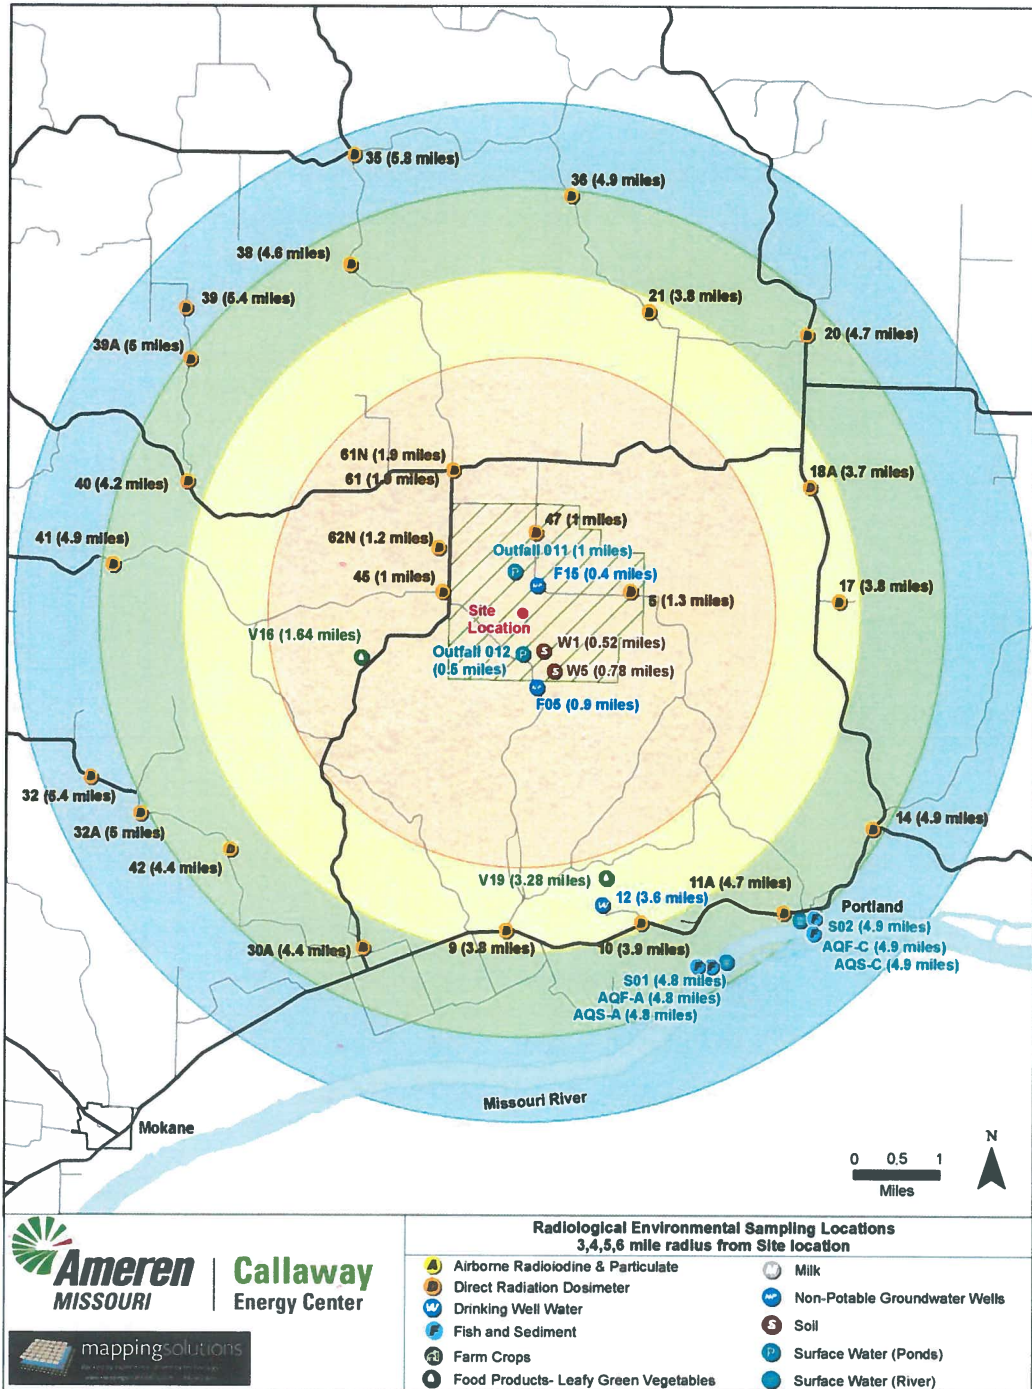 35 (5.8 miles)
36 (4.9 miles)
38 (4.6 miles)
39 (5.4 miles)
21 (3.8 miles)
39A (5 miles)
20 (4.7 miles)
61N (1.9 miles)
61 (1.9 miles)
40 (4.2 miles)
18A (3.7 miles)
47 (1 miles)
41 (4.9 miles)
62N (1.2 miles)
Outfall 011 (1 miles)
45 (1 miles)
F15 (0.4 miles)
5 (1.3 miles)
17 (3.8 miles)
Site
Location
V16 (1.64 miles)
W1 (0.52 miles)
Outfall 012
(0.5 miles)
W5 (0.78 miles)
F05 (0.9 miles)
32 (5.4 miles)
32A (5 miles)
14 (4.9 miles)
42 (4.4 miles)
V19 (3.28 miles)
11A (4.7 miles)
12 (3.6 miles)
Portland
S02 (4.9 miles)
AQF-C (4.9 miles)
AQS-C (4.9 miles)
30A (4.4 miles)
9 (3.8 miles)
10 (3.9 miles)
S01 (4.8 miles)
AQF-A (4.8 miles)
AQS-A (4.8 miles)
Missouri River
Mokane
N
0 0.5 1
Miles
Ameren
MISSOURI
Callaway
Energy Center
mappingsolutions
Radiological Environmental Sampling Locations
3,4,5,6 mile radius from Site location
A Airborne Radioiodine & Particulate
D Direct Radiation Dosimeter
W Drinking Well Water
F Fish and Sediment
Farm Crops
Food Products- Leafy Green Vegetables
M Milk
Non-Potable Groundwater Wells
S Soil
P Surface Water (Ponds)
Surface Water (River)